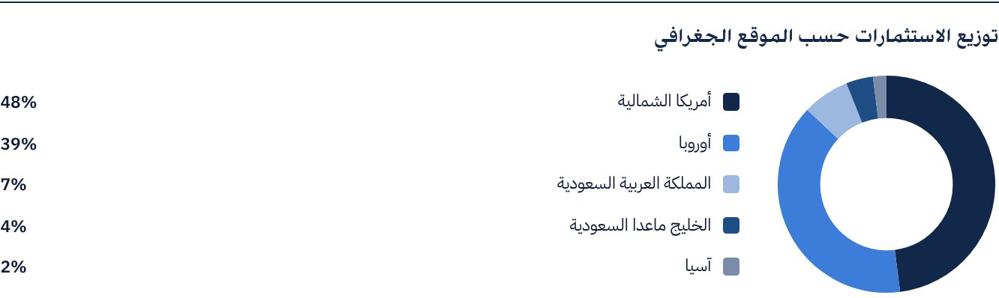 توزيع الاستثمارات حسب الموقع الجغرافي
أمريكا الشمالية 48%
أوروبا 39%
المملكة العربية السعودية 7%
الخليج ماعدا السعودية 4%
آسيا 2%